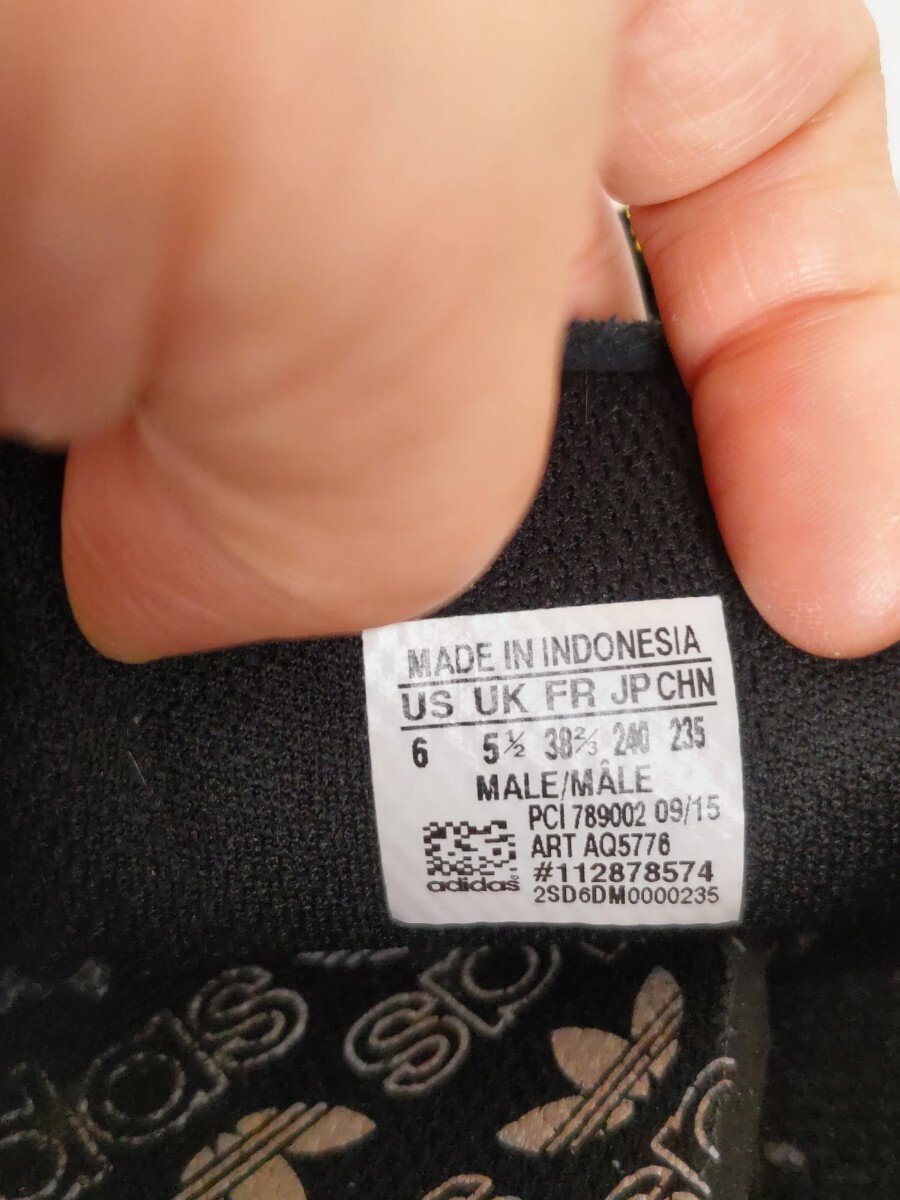 MADE IN INDONESIA
US UK FR JP CHN
6 5½ 38⅔ 240 235
MALE/MÂLE
PCI 789002 09/15
ART AQ5776
#112878574
adidas
2SD6DM0000235
das